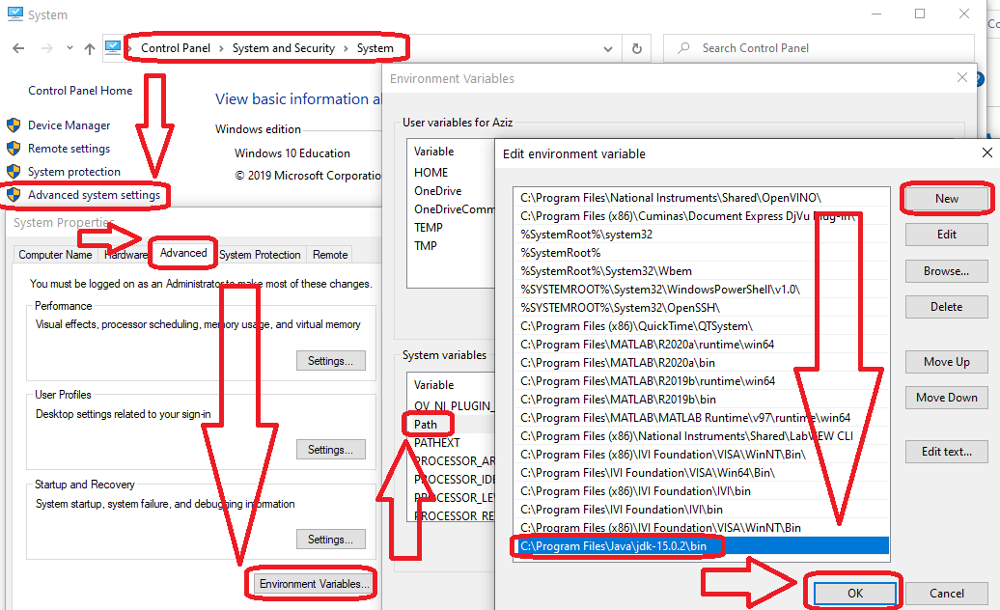 System
Control Panel > System and Security > System
Search Control Panel
Control Panel Home
Device Manager
Remote settings
System protection
Advanced system settings
View basic information a
Windows edition
Windows 10 Education
© 2019 Microsoft Corporatio
System Properties
Computer Name Hardware Advanced System Protection Remote
You must be logged on as an Administrator to make most of these changes.
Performance
Visual effects, processor scheduling, memory usage, and virtual memory
Settings...
User Profiles
Desktop settings related to your sign-in
Settings...
Startup and Recovery
System startup, system failure, and debugging information
Settings...
Environment Variables...
Environment Variables
User variables for Aziz
Variable
HOME
OneDrive
OneDriveComm
TEMP
TMP
System variables
Variable
OV_NI_PLUGIN_
Path
PATHEXT
PROCESSOR_AR
PROCESSOR_IDE
PROCESSOR_LEV
PROCESSOR_RE
Edit environment variable
C:\Program Files\National Instruments\Shared\OpenVINO\
C:\Program Files (x86)\Cuminas\Document Express DjVu Plug-in\
%SystemRoot%\system32
%SystemRoot%
%SystemRoot%\System32\Wbem
%SYSTEMROOT%\System32\WindowsPowerShell\v1.0\
%SYSTEMROOT%\System32\OpenSSH\
C:\Program Files (x86)\QuickTime\QTSystem\
C:\Program Files\MATLAB\R2020a\runtime\win64
C:\Program Files\MATLAB\R2020a\bin
C:\Program Files\MATLAB\R2019b\runtime\win64
C:\Program Files\MATLAB\R2019b\bin
C:\Program Files\MATLAB\MATLAB Runtime\v97\runtime\win64
C:\Program Files (x86)\National Instruments\Shared\LabVIEW CLI
C:\Program Files (x86)\IVI Foundation\VISA\WinNT\Bin\
C:\Program Files\IVI Foundation\VISA\Win64\Bin\
C:\Program Files (x86)\IVI Foundation\IVI\bin
C:\Program Files\IVI Foundation\IVI\bin
C:\Program Files (x86)\IVI Foundation\VISA\WinNT\Bin
C:\Program Files\Java\jdk-15.0.2\bin
New
Edit
Browse...
Delete
Move Up
Move Down
Edit text...
OK
Cancel